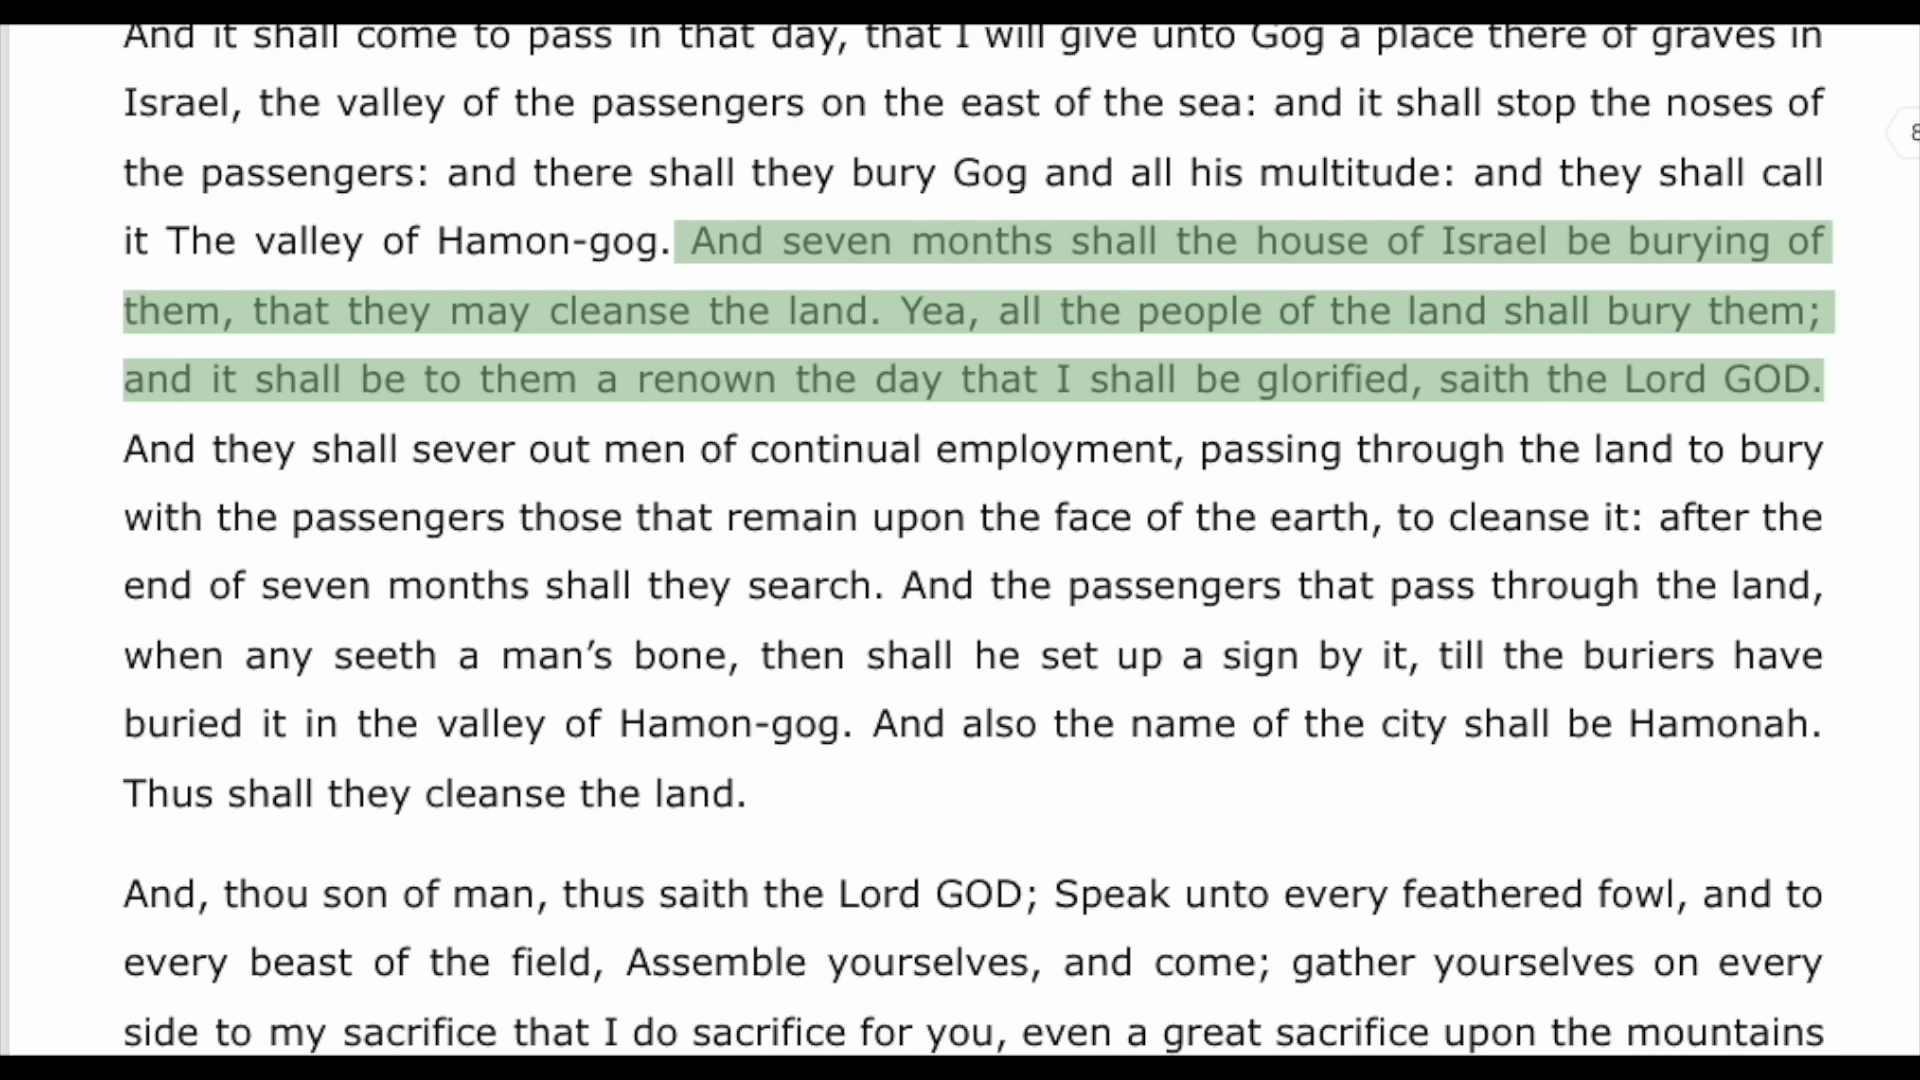 And it shall come to pass in that day, that I will give unto Gog a place there of graves in
Israel, the valley of the passengers on the east of the sea: and it shall stop the noses of
the passengers: and there shall they bury Gog and all his multitude: and they shall call
it The valley of Hamon-gog. And seven months shall the house of Israel be burying of
them, that they may cleanse the land. Yea, all the people of the land shall bury them;
and it shall be to them a renown the day that I shall be glorified, saith the Lord GOD.
And they shall sever out men of continual employment, passing through the land to bury
with the passengers those that remain upon the face of the earth, to cleanse it: after the
end of seven months shall they search. And the passengers that pass through the land,
when any seeth a man’s bone, then shall he set up a sign by it, till the buriers have
buried it in the valley of Hamon-gog. And also the name of the city shall be Hamonah.
Thus shall they cleanse the land.
And, thou son of man, thus saith the Lord GOD; Speak unto every feathered fowl, and to
every beast of the field, Assemble yourselves, and come; gather yourselves on every
side to my sacrifice that I do sacrifice for you, even a great sacrifice upon the mountains